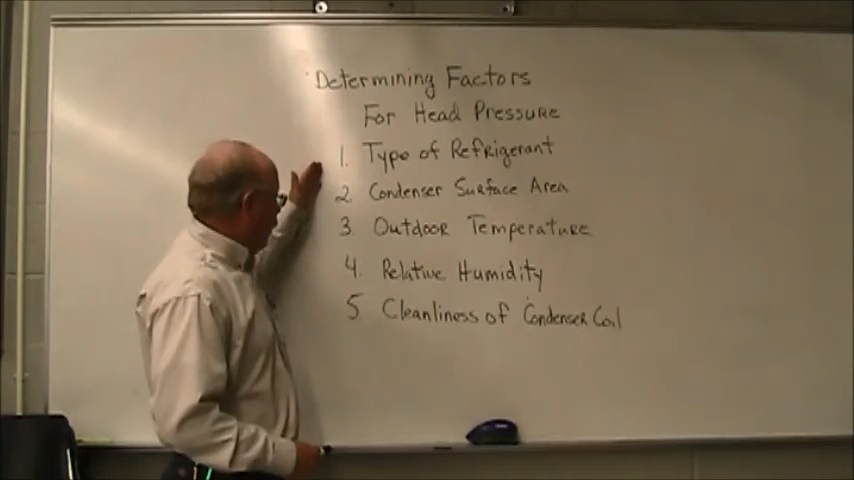 Determining Factors
For Head Pressure
1. Type of Refrigerant
2. Condenser Surface Area
3. Outdoor Temperature
4. Relative Humidity
5 Cleanliness of Condenser Coil